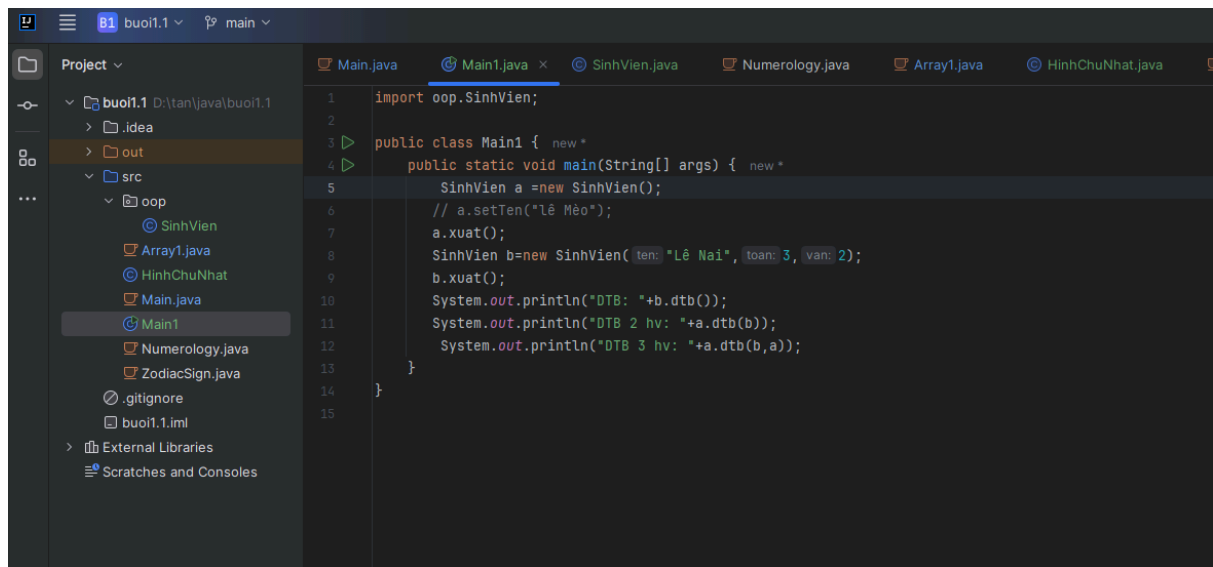 B1 buoi1.1 main
Project
Main.java Main1.java SinhVien.java Numerology.java Array1.java HinhChuNhat.java
buoi1.1 D:\tan\java\buoi1.1
.idea
out
src
oop
SinhVien
Array1.java
HinhChuNhat
Main.java
Main1
Numerology.java
ZodiacSign.java
.gitignore
buoi1.1.iml
External Libraries
Scratches and Consoles
1 import oop.SinhVien;
2
3 public class Main1 { new *
4 public static void main(String[] args) { new *
5 SinhVien a =new SinhVien();
6 // a.setTen("lê Mèo");
7 a.xuat();
8 SinhVien b=new SinhVien( ten: "Lê Nai", toan: 3, van: 2);
9 b.xuat();
10 System.out.println("DTB: "+b.dtb());
11 System.out.println("DTB 2 hv: "+a.dtb(b));
12 System.out.println("DTB 3 hv: "+a.dtb(b,a));
13 }
14 }
15